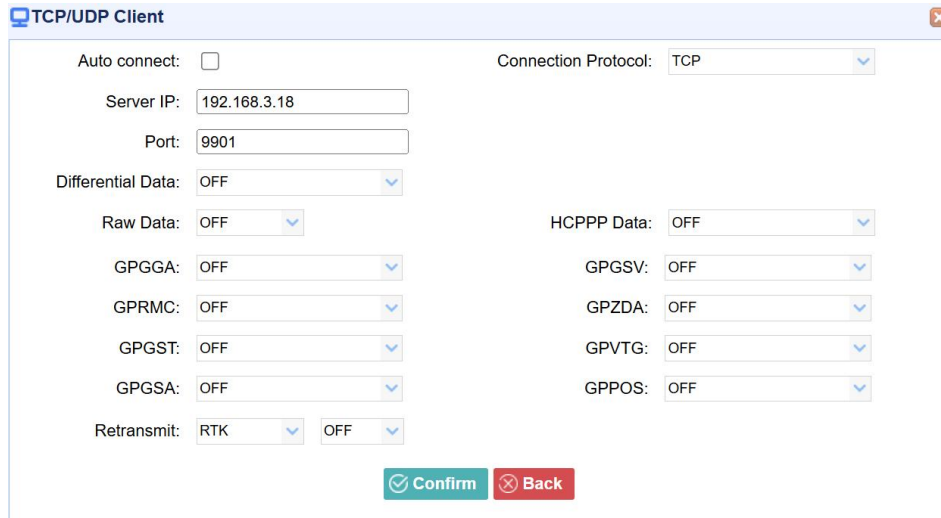 TCP/UDP Client
Auto connect: Connection Protocol: TCP
Server IP: 192.168.3.18
Port: 9901
Differential Data: OFF
Raw Data: OFF HCPPP Data: OFF
GPGGA: OFF GPGSV: OFF
GPRMC: OFF GPZDA: OFF
GPGST: OFF GPVTG: OFF
GPGSA: OFF GPPOS: OFF
Retransmit: RTK OFF
Confirm Back